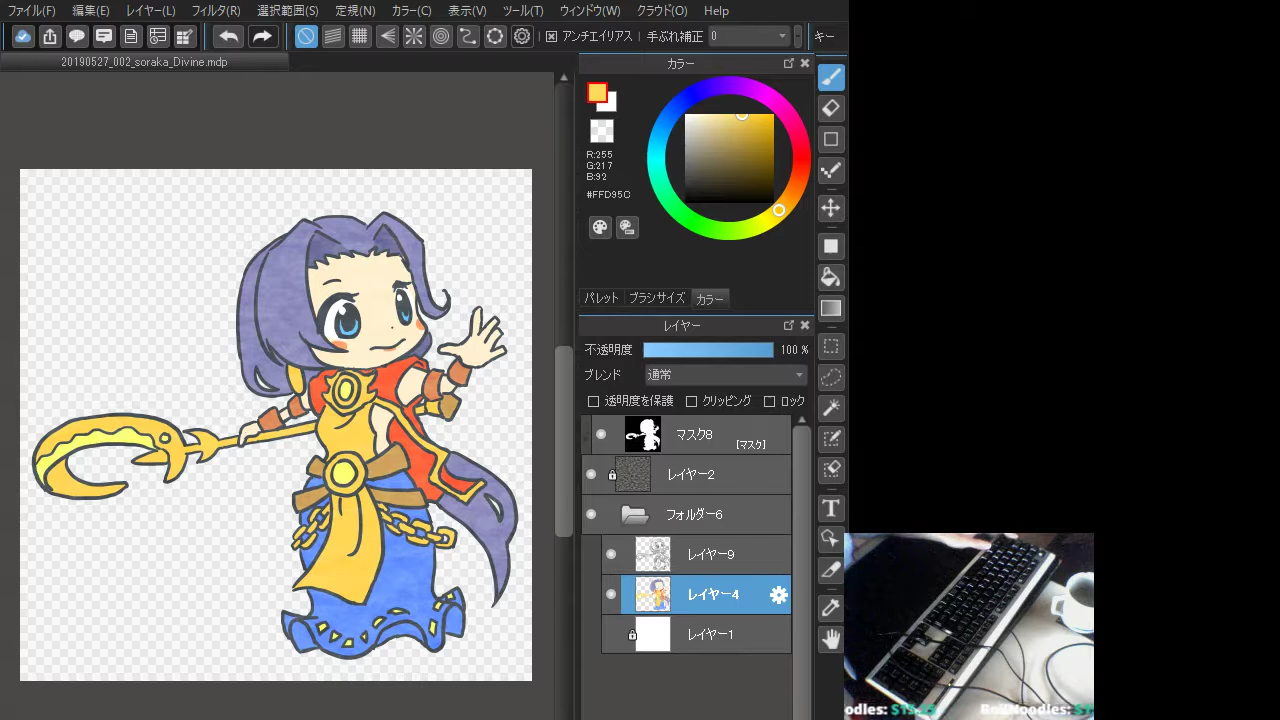 ファイル(F) 編集(E) レイヤー(L) フィルタ(R) 選択範囲(S) 定規(N) カラー(C) 表示(V) ツール(T) ウィンドウ(W) クラウド(O) Help
アンチエイリアス 手ぶれ補正 0 キー
20190527_002_soraka_Divine.mdp
カラー
R:255
G:217
B:92
#FFD95C
パレット ブラシサイズ カラー
レイヤー
不透明度 100 %
ブレンド 通常
透明度を保護 クリッピング ロック
マスク8
[マスク]
レイヤー2
フォルダー6
レイヤー9
レイヤー4
レイヤー1
T